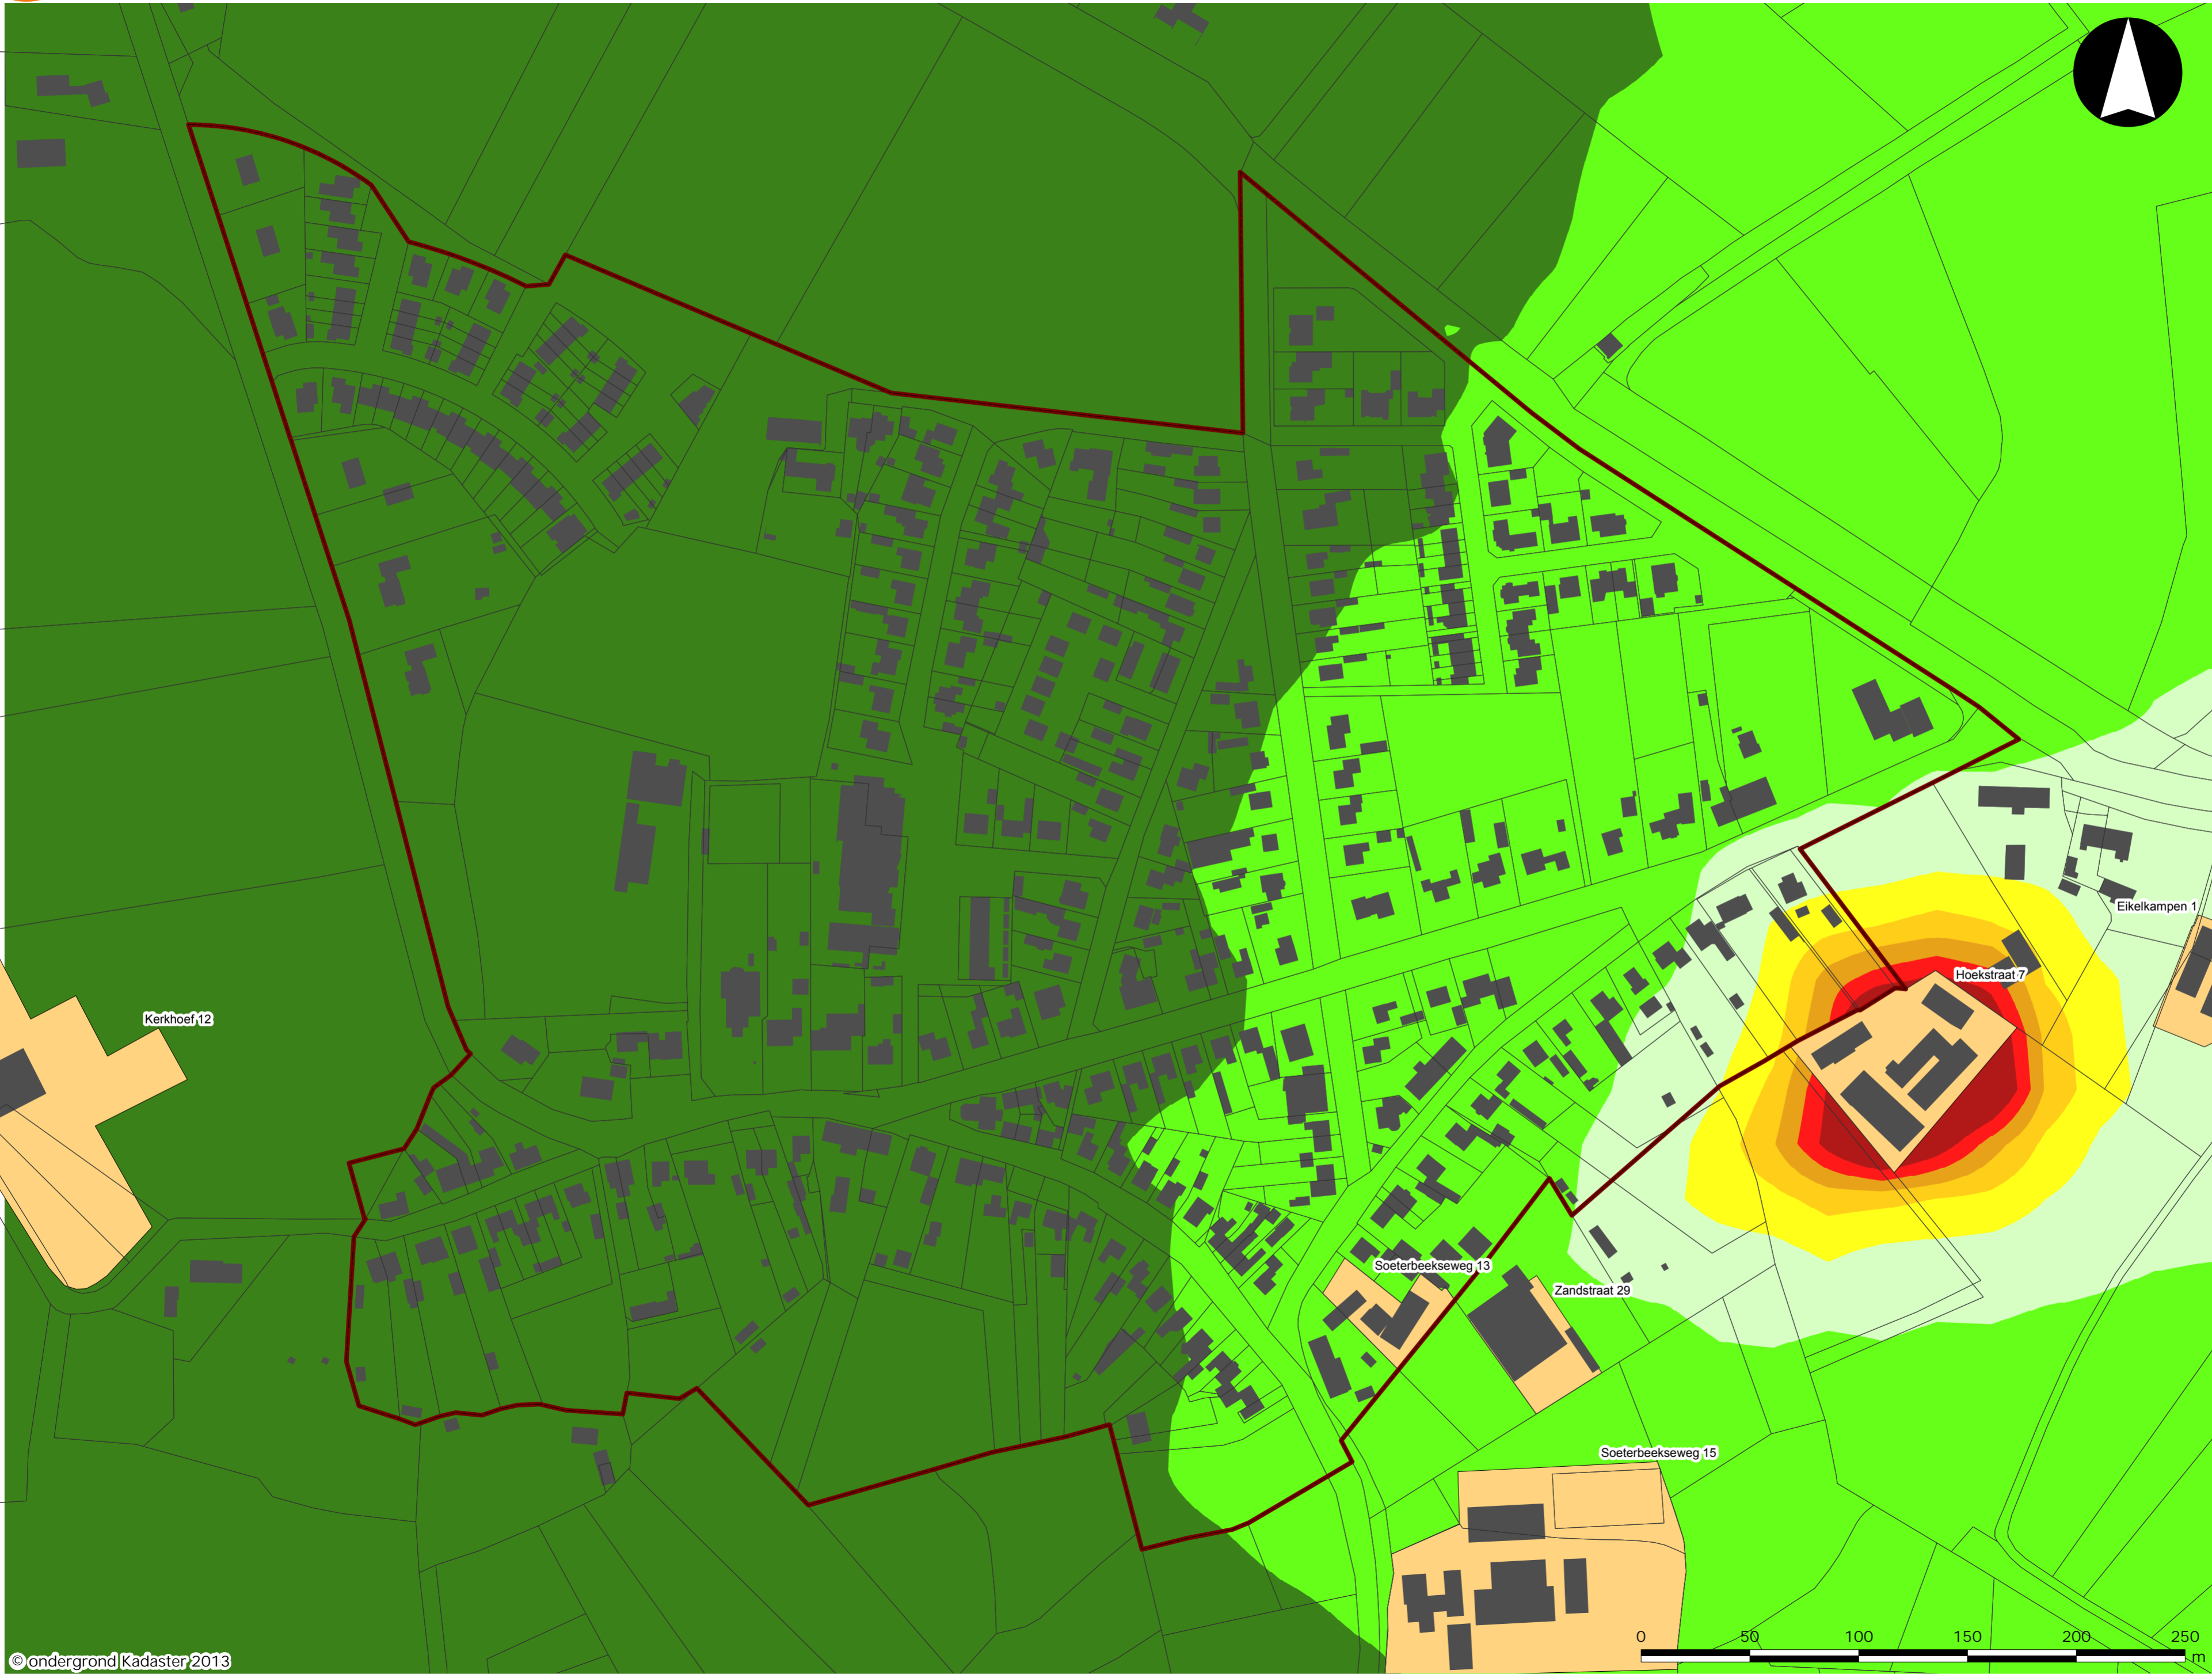 Eikelkampen 1
Hoekstraat 7
Kerkhoef 12
Soeterbeekseweg 13
Zandstraat 29
Soeterbeekseweg 15
0 50 100 150 200 250
m
© ondergrond Kadaster 2013